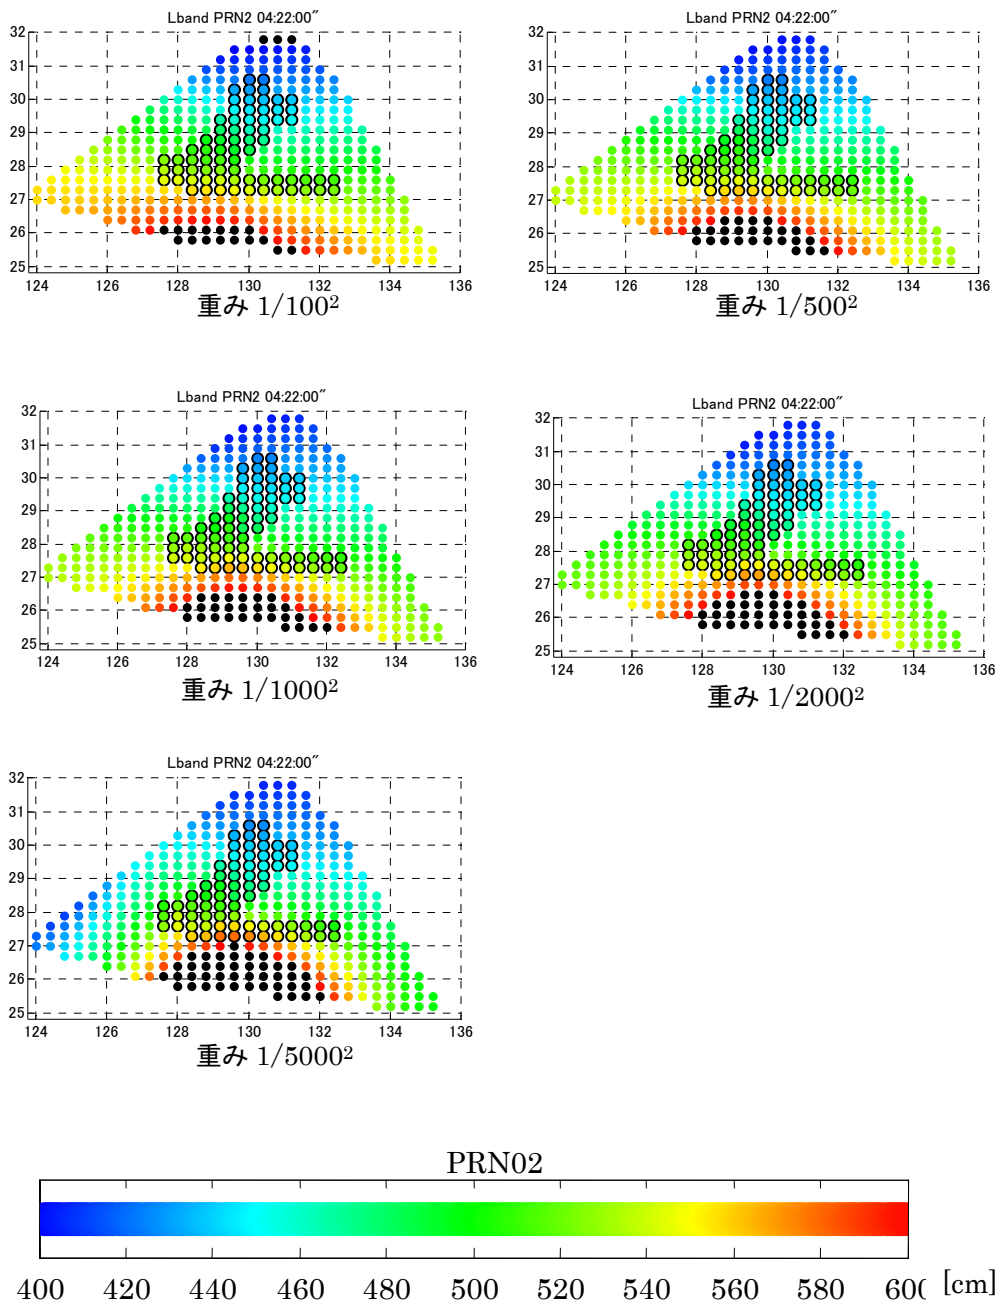 Lband PRN2 04:22:00″
32
31
30
29
28
27
26
25
124 126 128 130 132 134 136
重み 1/100²
Lband PRN2 04:22:00″
32
31
30
29
28
27
26
25
124 126 128 130 132 134 136
重み 1/500²
Lband PRN2 04:22:00″
32
31
30
29
28
27
26
25
124 126 128 130 132 134 136
重み 1/1000²
Lband PRN2 04:22:00″
32
31
30
29
28
27
26
25
124 126 128 130 132 134 136
重み 1/2000²
Lband PRN2 04:22:00″
32
31
30
29
28
27
26
25
124 126 128 130 132 134 136
重み 1/5000²
PRN02
400 420 440 460 480 500 520 540 560 580 600 [cm]